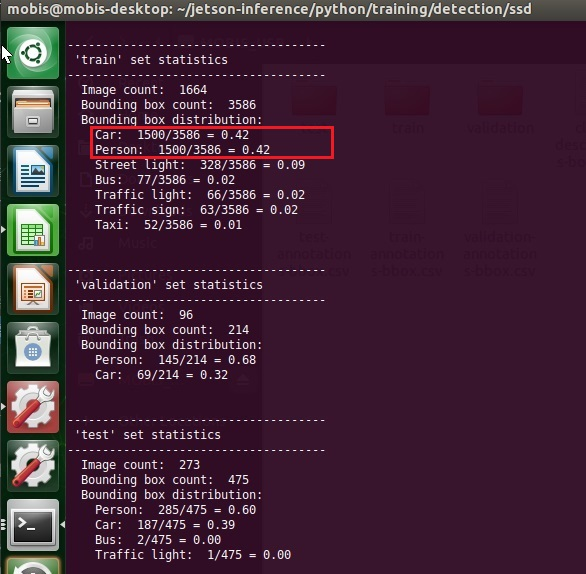 mobis@mobis-desktop: ~/jetson-inference/python/training/detection/ssd
-------------------------------------
'train' set statistics
-------------------------------------
Image count:  1664
Bounding box count:  3586
Bounding box distribution:
Car:  1500/3586 = 0.42
Person:  1500/3586 = 0.42
Street light:  328/3586 = 0.09
Bus:  77/3586 = 0.02
Traffic light:  66/3586 = 0.02
Traffic sign:  63/3586 = 0.02
Taxi:  52/3586 = 0.01
-------------------------------------
'validation' set statistics
-------------------------------------
Image count:  96
Bounding box count:  214
Bounding box distribution:
Person:  145/214 = 0.68
Car:  69/214 = 0.32
-------------------------------------
'test' set statistics
-------------------------------------
Image count:  273
Bounding box count:  475
Bounding box distribution:
Person:  285/475 = 0.60
Car:  187/475 = 0.39
Bus:  2/475 = 0.00
Traffic light:  1/475 = 0.00
train
validation
Music